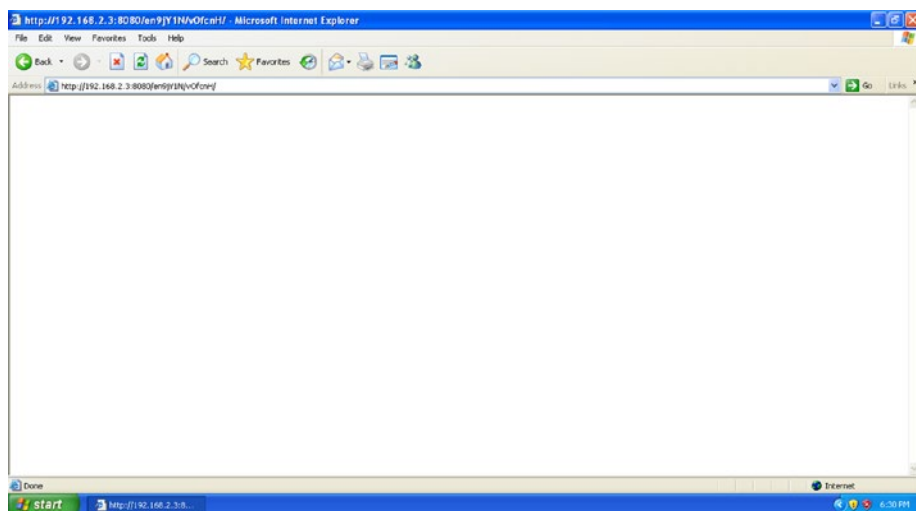 http://192.168.2.3:8080/en9jY1N/vOfcnH/ - Microsoft Internet Explorer
File Edit View Favorites Tools Help
Back Search Favorites
Address http://192.168.2.3:8080/en9jY1N/vOfcnH/ Go Links
Done Internet
start http://192.168.2.3:8... 6:30 PM